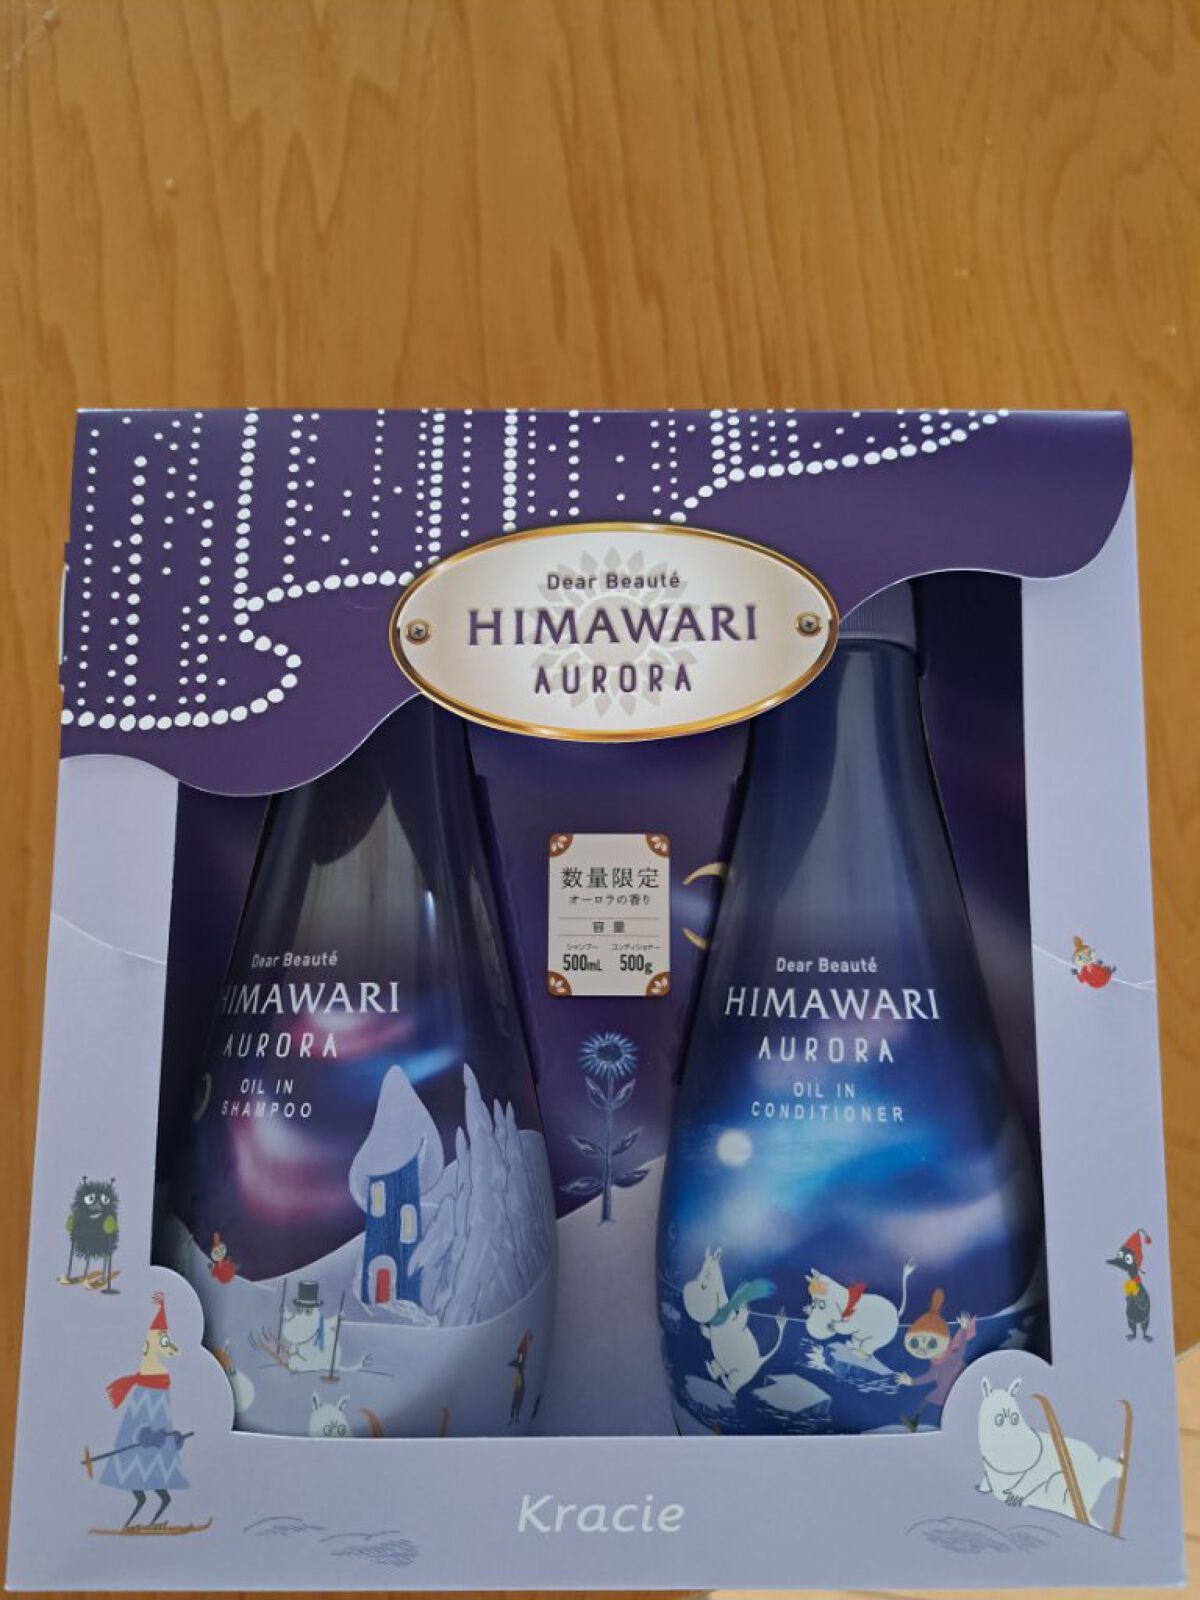 Dear Beauté
HIMAWARI
AURORA
数量限定
オーロラの香り
容量
シャンプー コンディショナー
500mL 500g
Dear Beauté
HIMAWARI
AURORA
OIL IN
SHAMPOO
Dear Beauté
HIMAWARI
AURORA
OIL IN
CONDITIONER
Kracie